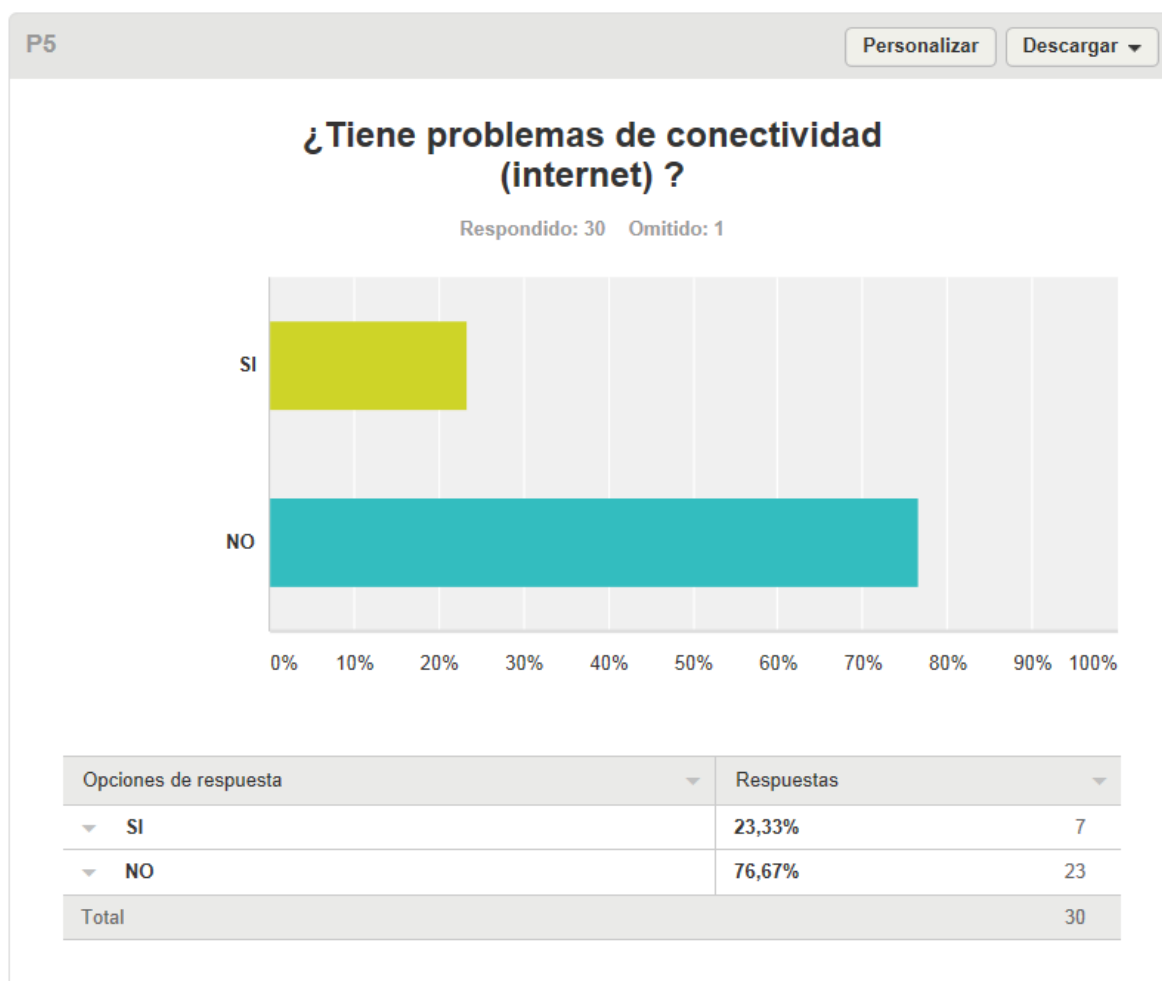 P5
Personalizar
Descargar
¿Tiene problemas de conectividad
(internet) ?
Respondido: 30 Omitido: 1
SI
NO
0% 10% 20% 30% 40% 50% 60% 70% 80% 90% 100%
Opciones de respuesta Respuestas
SI 23,33% 7
NO 76,67% 23
Total 30